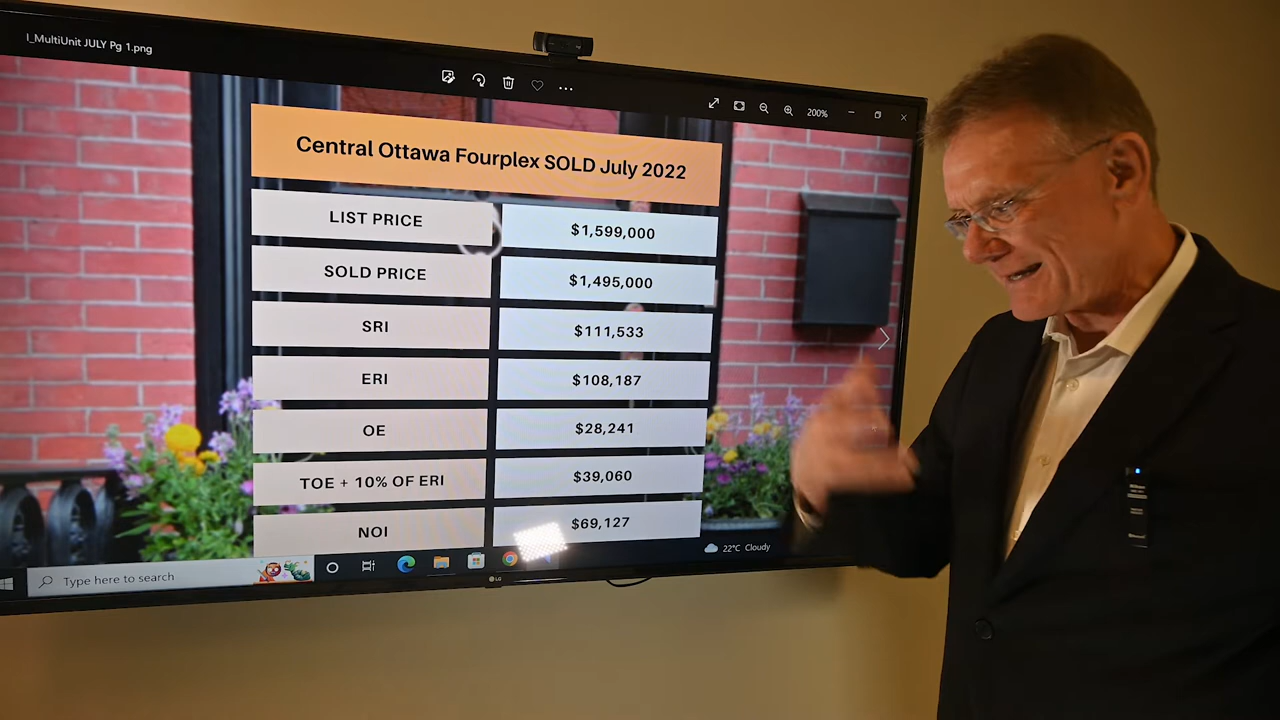 I_MultiUnit JULY Pg 1.png
200%
Central Ottawa Fourplex SOLD July 2022
LIST PRICE $1,599,000
SOLD PRICE $1,495,000
SRI $111,533
ERI $108,187
OE $28,241
TOE + 10% OF ERI $39,060
NOI $69,127
22°C Cloudy
Type here to search
LG